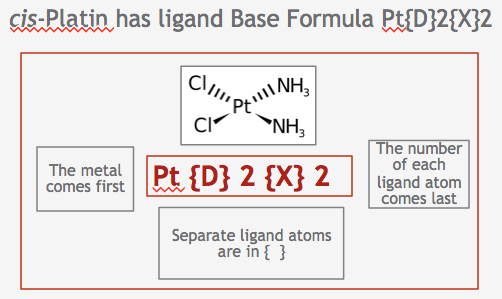 cis-Platin has ligand Base Formula Pt{D}2{X}2
Cl NH3
Pt
Cl NH3
The metal
comes first
Pt {D} 2 {X} 2
The number
of each
ligand atom
comes last
Separate ligand atoms
are in { }